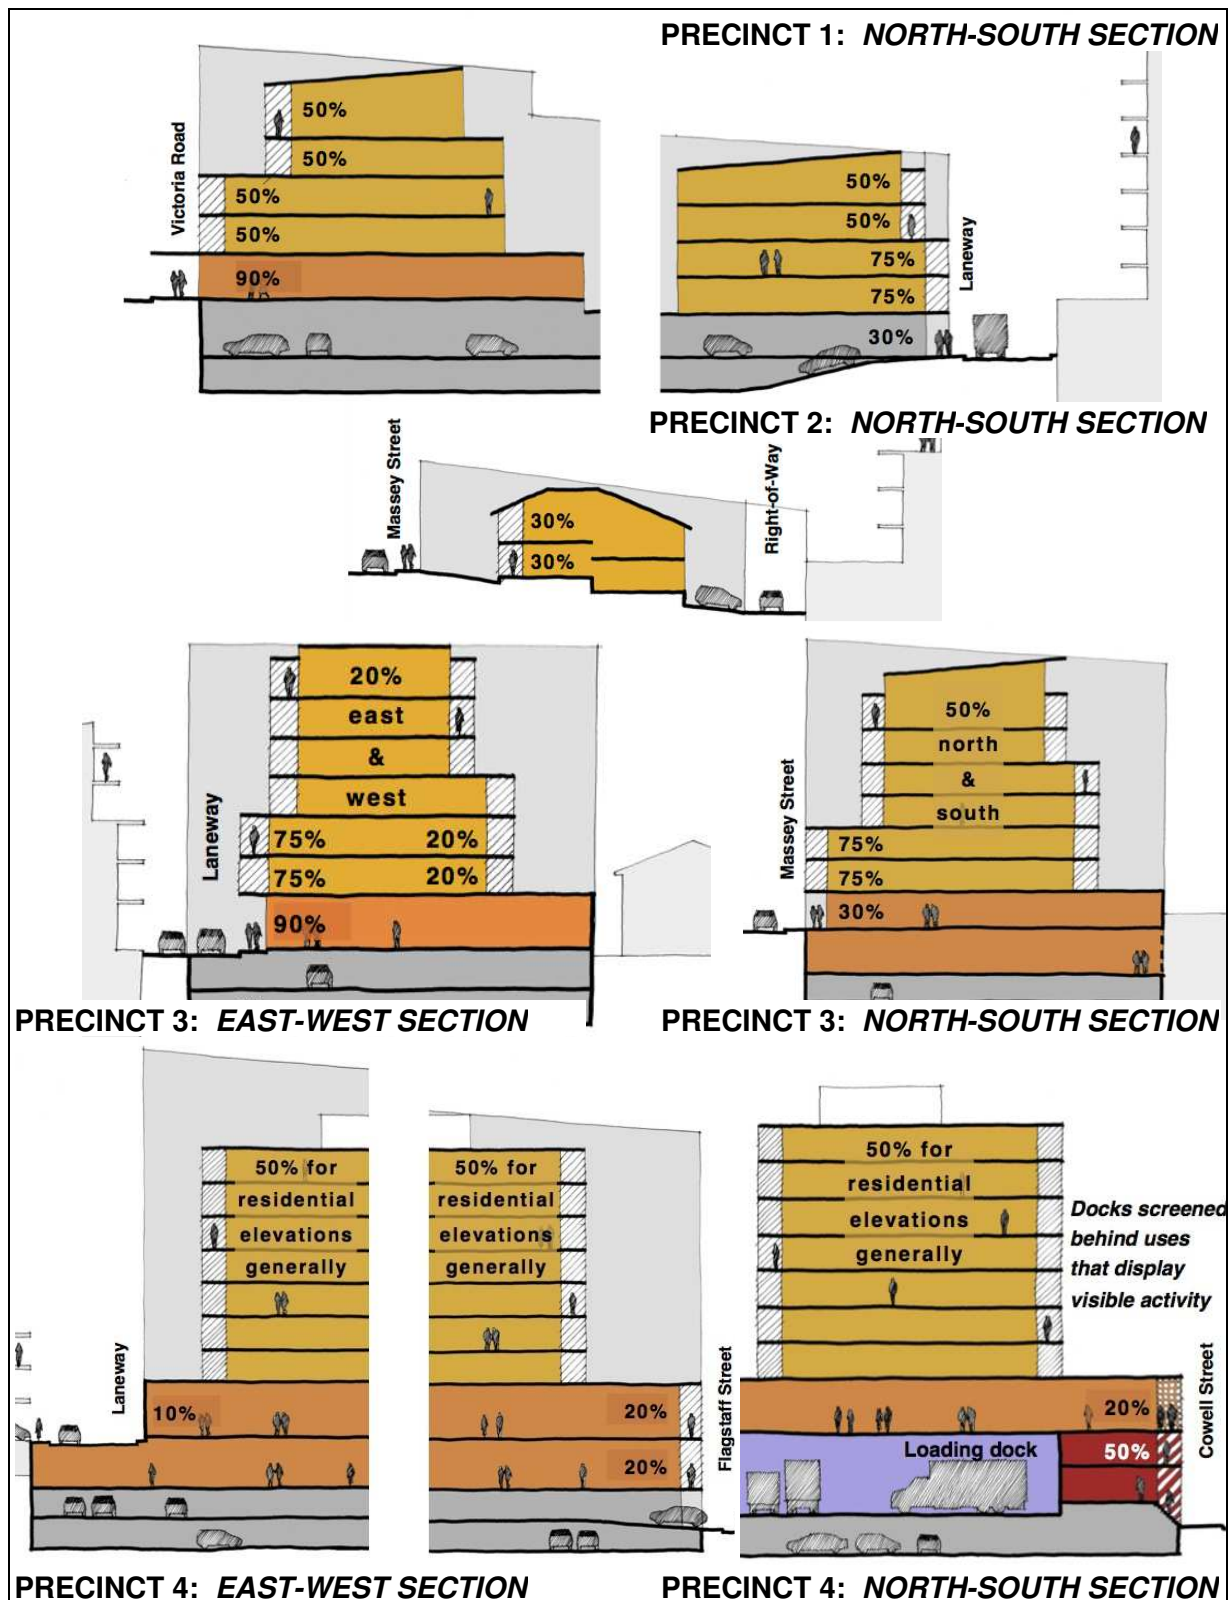 PRECINCT 1: NORTH-SOUTH SECTION
Victoria Road
50%
50%
50%
50%
90%
50%
50%
75%
75%
30%
Laneway
PRECINCT 2: NORTH-SOUTH SECTION
Massey Street
30%
30%
Right-of-Way
Laneway
20%
east
&
west
75% 20%
75% 20%
90%
Massey Street
50%
north
&
south
75%
75%
30%
PRECINCT 3: EAST-WEST SECTION
PRECINCT 3: NORTH-SOUTH SECTION
Laneway
50% for
residential
elevations
generally
10%
50% for
residential
elevations
generally
20%
20%
Flagstaff Street
50% for
residential
elevations
generally
Docks screened
behind uses
that display
visible activity
20%
Loading dock
50%
Cowell Street
PRECINCT 4: EAST-WEST SECTION
PRECINCT 4: NORTH-SOUTH SECTION